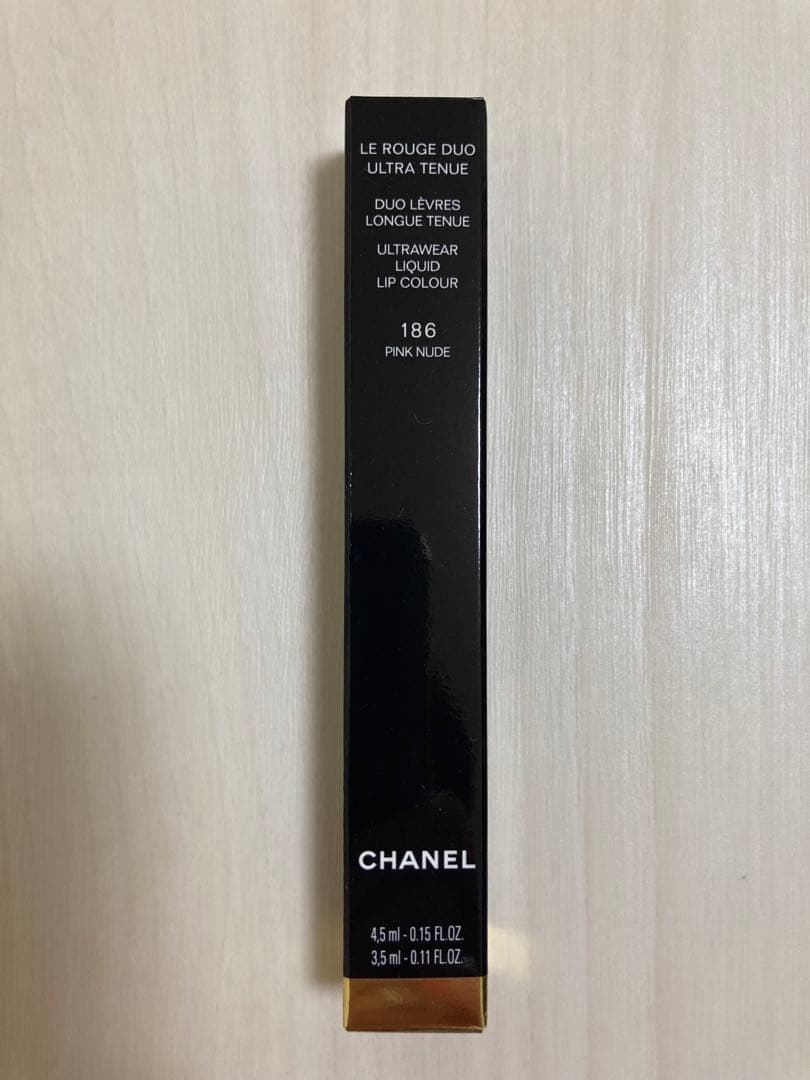 LE ROUGE DUO
ULTRA TENUE
DUO LÈVRES
LONGUE TENUE
ULTRAWEAR
LIQUID
LIP COLOUR
186
PINK NUDE
CHANEL
4,5 ml - 0.15 FL.OZ.
3,5 ml - 0.11 FL.OZ.